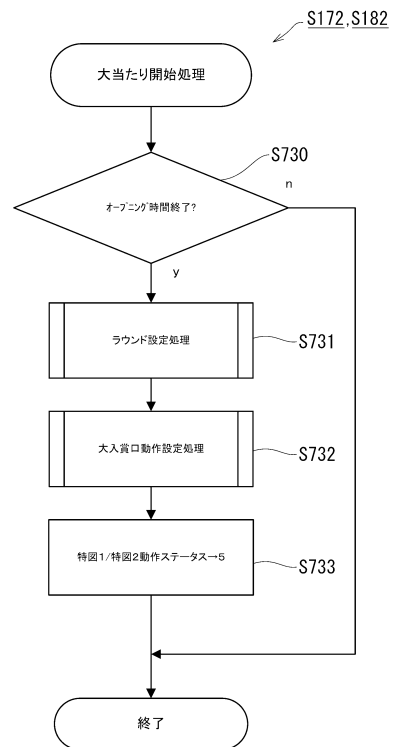 S172,S182
大当たり開始処理
S730
ｵｰﾌﾟﾆﾝｸﾞ時間終了?
n
y
ラウンド設定処理
S731
大入賞口動作設定処理
S732
特図1/特図2動作ステータス→5
S733
終了